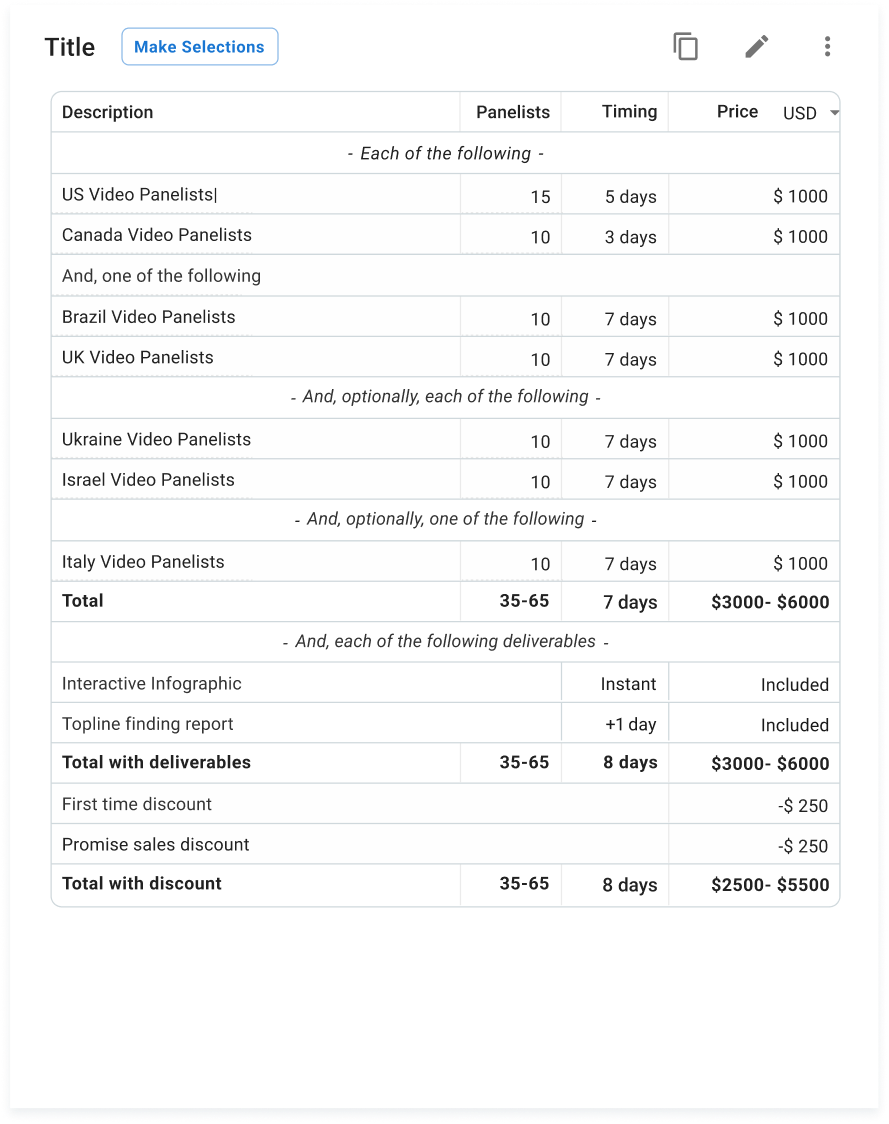 Title Make Selections
Description Panelists Timing Price USD
- Each of the following -
US Video Panelists| 15 5 days $ 1000
Canada Video Panelists 10 3 days $ 1000
And, one of the following
Brazil Video Panelists 10 7 days $ 1000
UK Video Panelists 10 7 days $ 1000
- And, optionally, each of the following -
Ukraine Video Panelists 10 7 days $ 1000
Israel Video Panelists 10 7 days $ 1000
- And, optionally, one of the following -
Italy Video Panelists 10 7 days $ 1000
Total 35-65 7 days $3000- $6000
- And, each of the following deliverables -
Interactive Infographic Instant Included
Topline finding report +1 day Included
Total with deliverables 35-65 8 days $3000- $6000
First time discount -$ 250
Promise sales discount -$ 250
Total with discount 35-65 8 days $2500- $5500